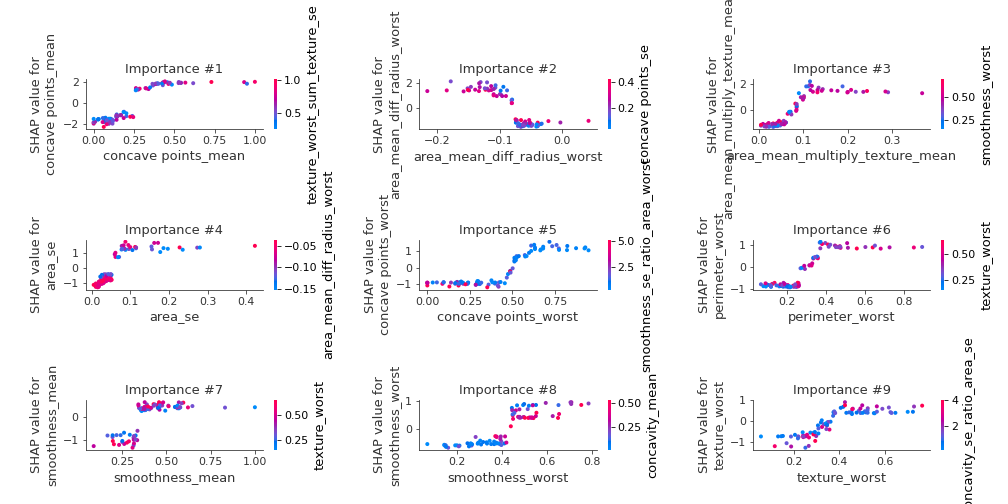 Importance #1
SHAP value for
concave points_mean
2
0
−2
0.00
0.25
0.50
0.75
1.00
concave points_mean
1.0
0.5
texture_worst_sum_texture_se
Importance #2
SHAP value for
area_mean_diff_radius_worst
2
0
−0.2
−0.1
0.0
area_mean_diff_radius_worst
0.4
0.2
concave points_se
Importance #3
SHAP value for
area_mean_multiply_texture_mean
2
0
0.0
0.1
0.2
0.3
area_mean_multiply_texture_mean
0.50
0.25
smoothness_worst
Importance #4
SHAP value for
area_se
1
0
−1
0.0
0.1
0.2
0.3
0.4
area_se
−0.05
−0.10
−0.15
area_mean_diff_radius_worst
Importance #5
SHAP value for
concave points_worst
1
0
−1
0.00
0.25
0.50
0.75
concave points_worst
5.0
2.5
smoothness_se_ratio_area_worst
Importance #6
SHAP value for
perimeter_worst
1
0
−1
0.2
0.4
0.6
0.8
perimeter_worst
0.50
0.25
texture_worst
Importance #7
SHAP value for
smoothness_mean
0
−1
0.25
0.50
0.75
1.00
smoothness_mean
0.50
0.25
texture_worst
Importance #8
SHAP value for
smoothness_worst
1
0
0.2
0.4
0.6
0.8
smoothness_worst
0.50
0.25
concavity_mean
Importance #9
SHAP value for
texture_worst
1
0
−1
0.2
0.4
0.6
texture_worst
4
2
concavity_se_ratio_area_se